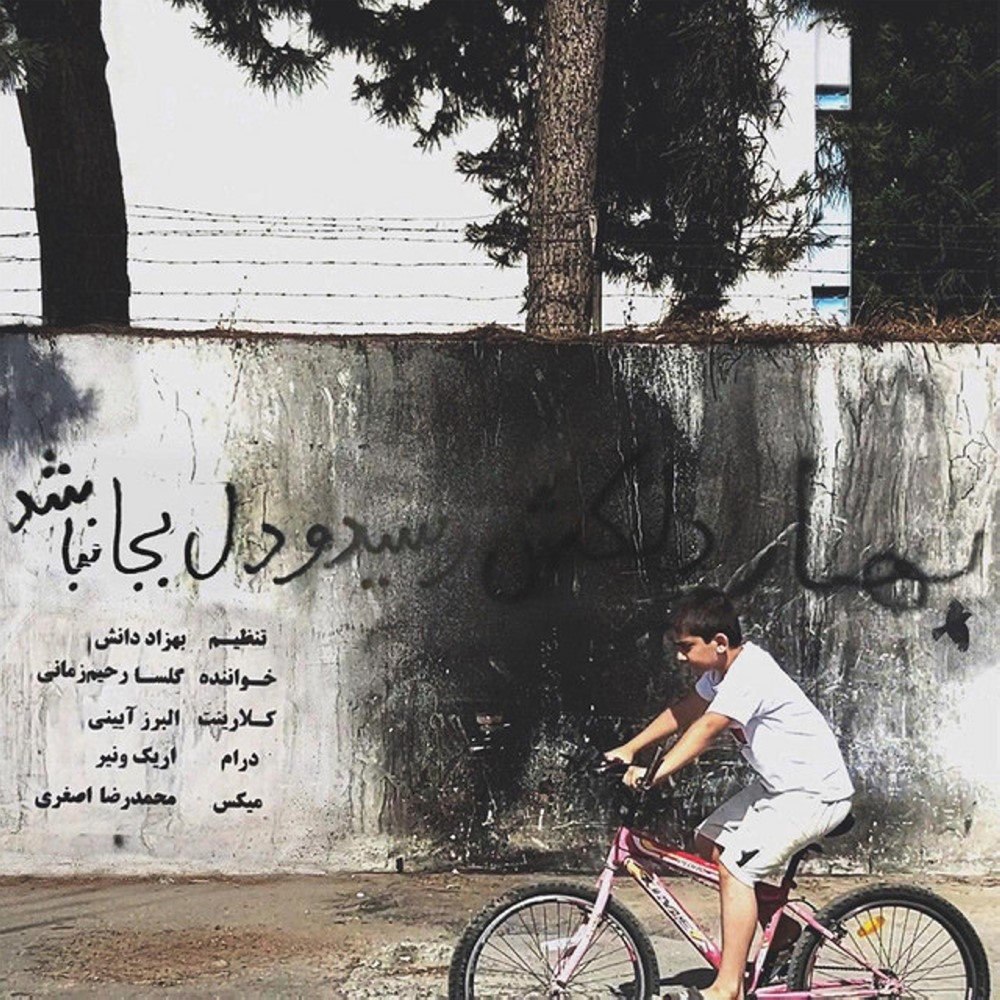 بهار دلکش رسید و دل بجا نباشد
تنظیم بهزاد دانش
خواننده گلسا رحیم‌زمانی
کلارینت البرز آیینی
درام اریک ونیر
میکس محمدرضا اصغری